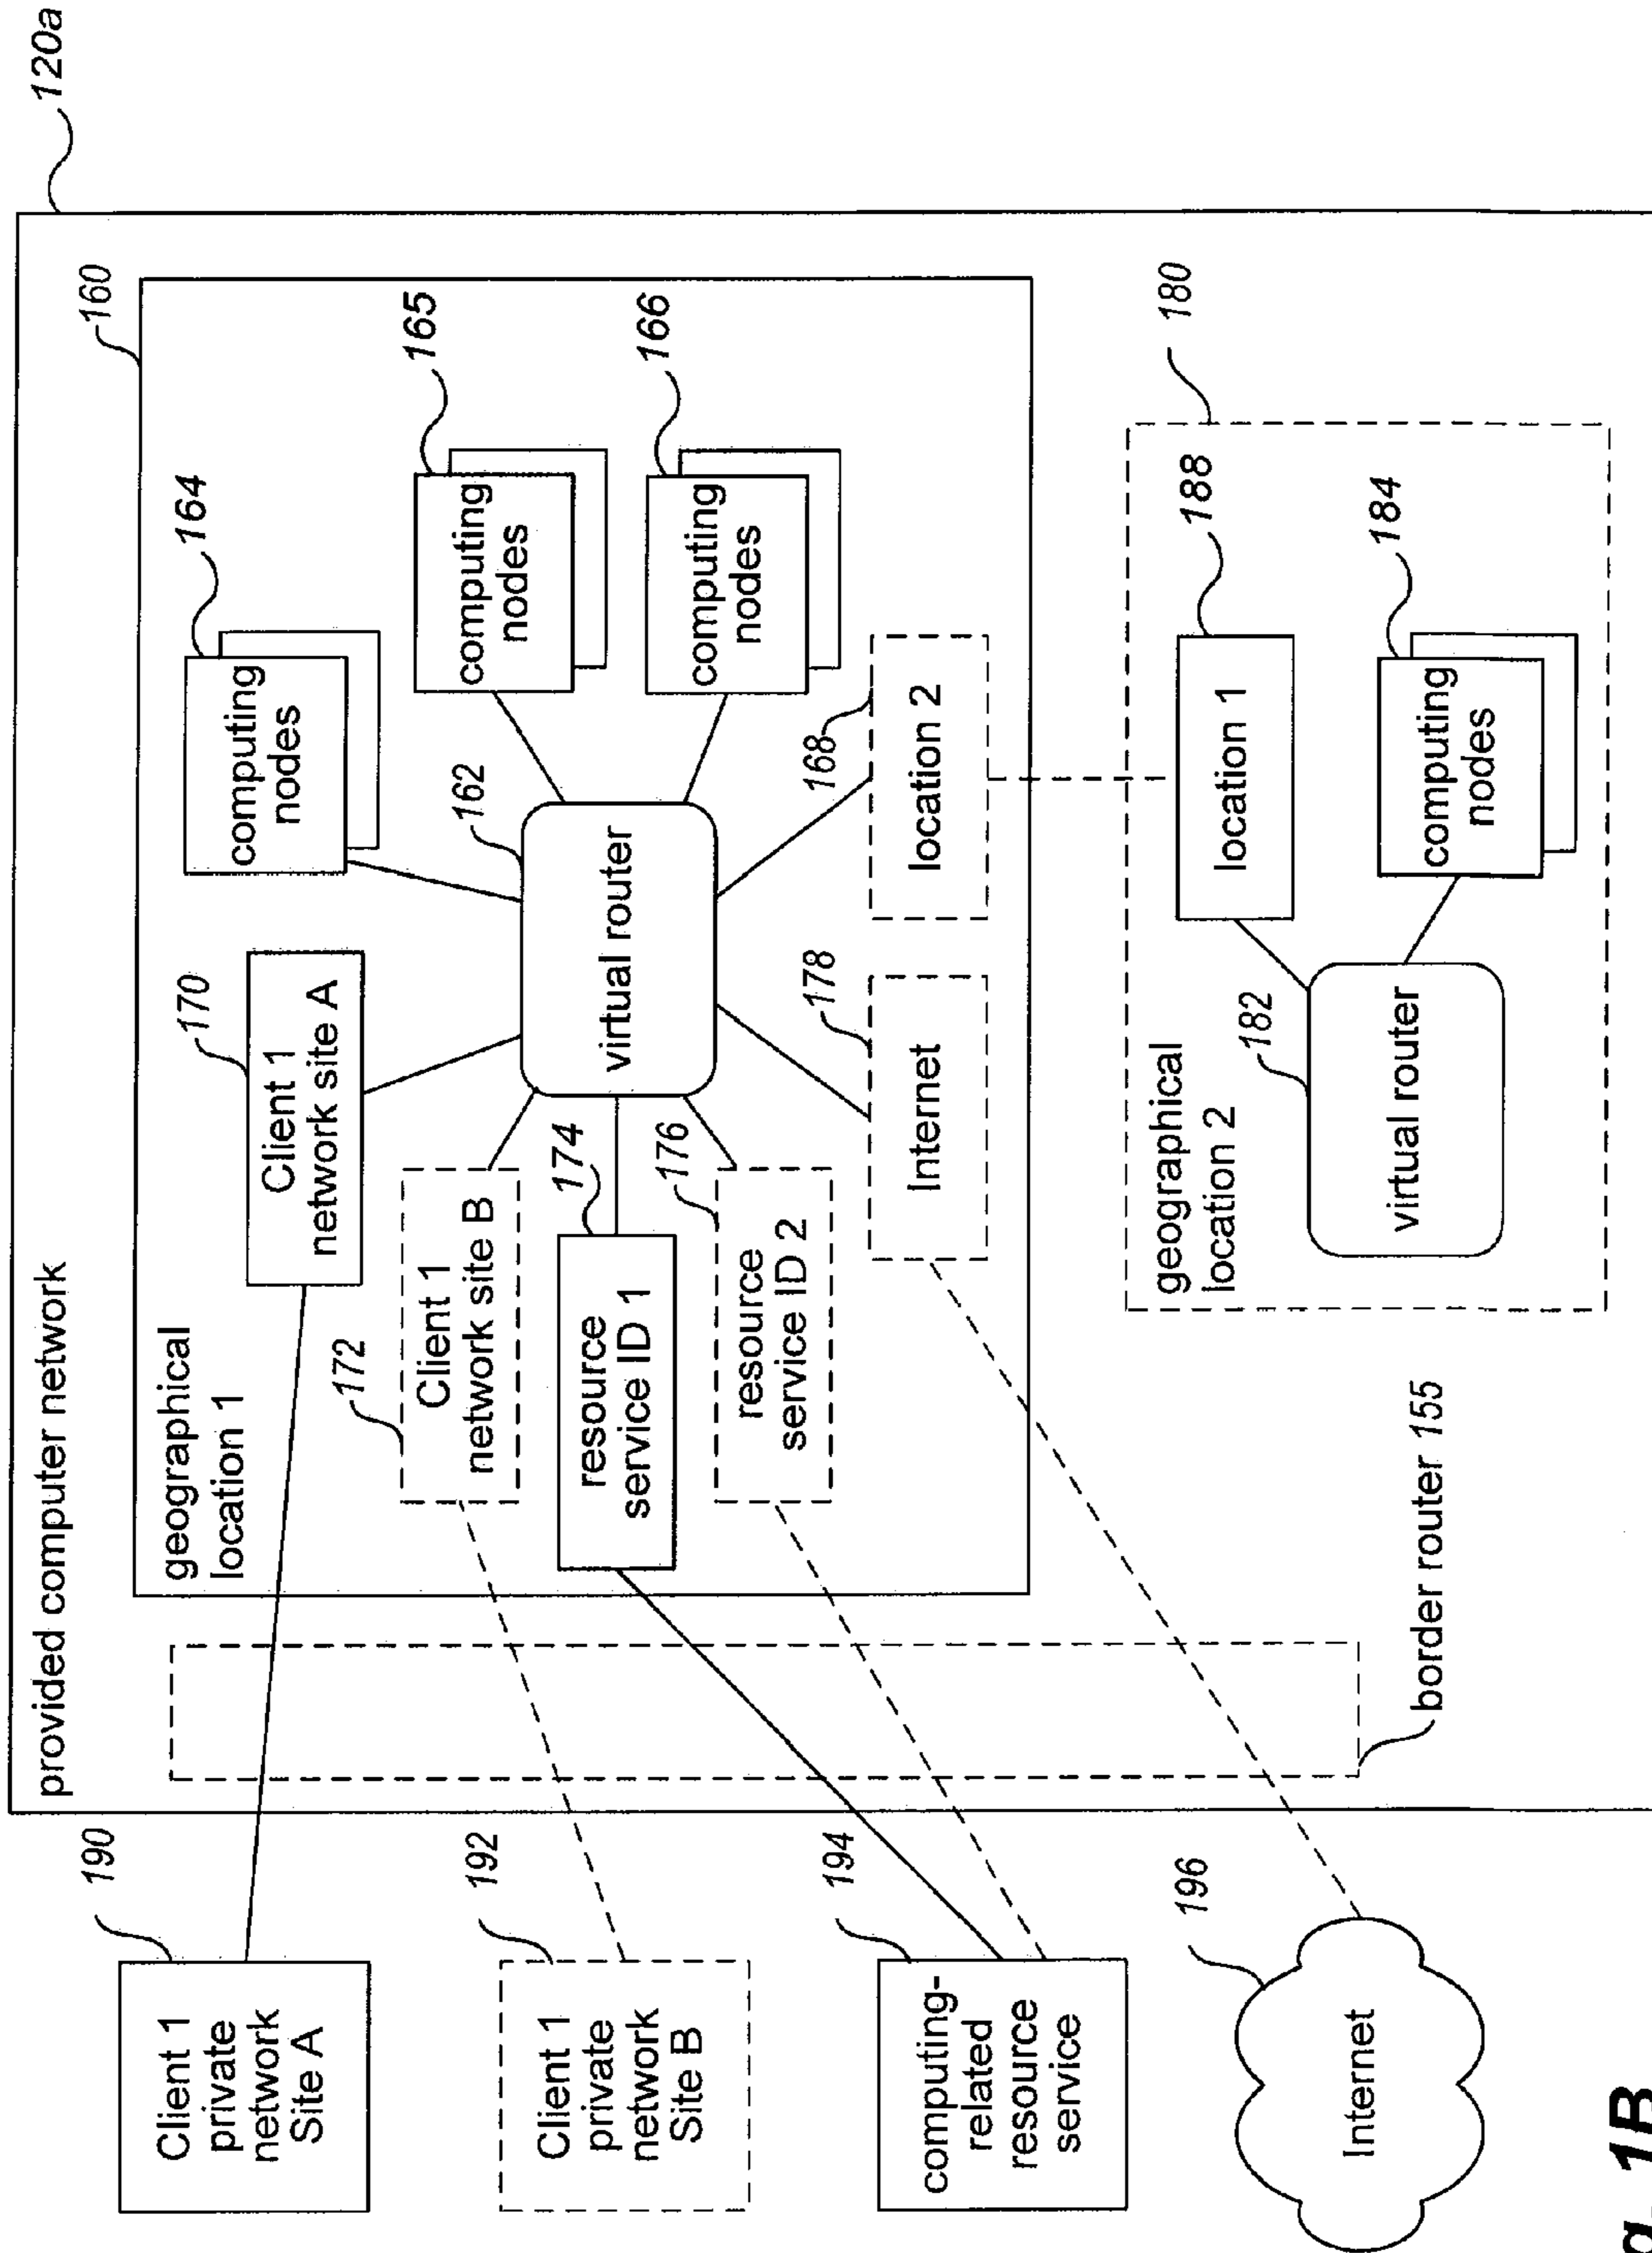 120a
provided computer network
160
geographical
location 1
170
Client 1
network site A
164
computing
nodes
165
computing
nodes
166
computing
nodes
162
virtual router
172
Client 1
network site B
174
resource
service ID 1
176
resource
service ID 2
178
Internet
168
location 2
180
geographical
location 2
182
virtual router
188
location 1
184
computing
nodes
border router 155
190
Client 1
private
network
Site A
192
Client 1
private
network
Site B
194
computing-
related
resource
service
196
Internet
g. 1B